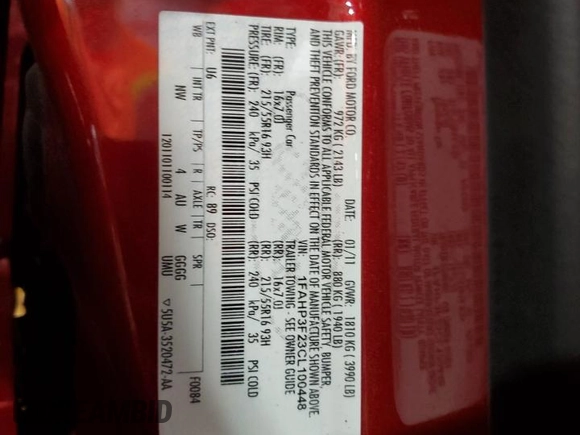 MFD. BY FORD MOTOR CO.
DATE: 01/11 GVWR: 1810 KG ( 3990 LB)
GAWR: (FR): 972 KG ( 2143 LB) (RR): 880 KG ( 1940 LB)
THIS VEHICLE CONFORMS TO ALL APPLICABLE FEDERAL MOTOR VEHICLE SAFETY, BUMPER,
AND THEFT PREVENTION STANDARDS IN EFFECT ON THE DATE OF MANUFACTURE SHOWN ABOVE.
VIN: 1FAHP3F23CL100448
TYPE: Passenger Car TRAILER TOWING - SEE OWNER GUIDE
RIM: (FR): 16x7.0J (RR): 16x7.0J
TIRE: (FR): 215/55R16 93H (RR): 215/55R16 93H
PRESSURE: (FR): 240 kPa/ 35 PSI COLD (RR): 240 kPa/ 35 PSI COLD
EXT PNT: U6 RC: 89 DSO: F0084
WB INT TR TP/PS R AXLE TR SPR
NW 4 AU W GGGG UMU
1201101100114 5U5A-3520472-AA